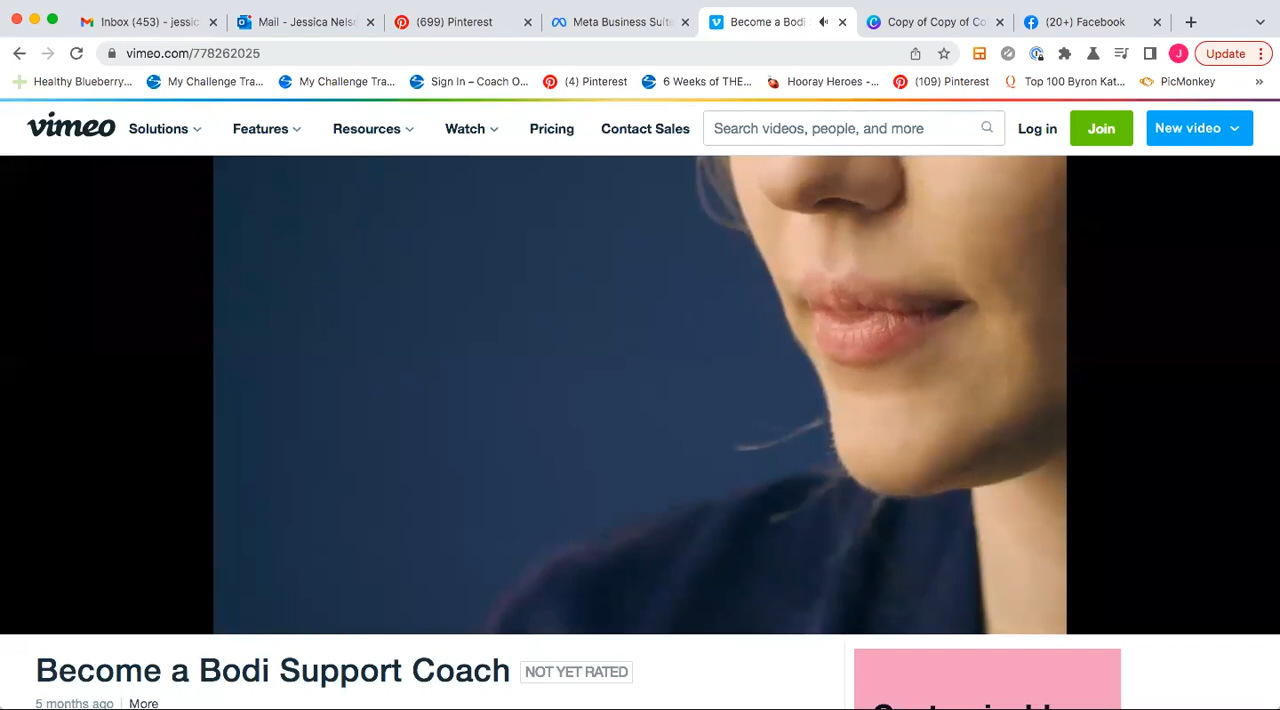 Inbox (453) - jessic
Mail - Jessica Nels
(699) Pinterest
Meta Business Suite
Become a Bodi
Copy of Copy of Co
(20+) Facebook
vimeo.com/778262025
J
Update
Healthy Blueberry...
My Challenge Tra...
My Challenge Tra...
Sign In ~ Coach O...
(4) Pinterest
6 Weeks of THE...
Hooray Heroes -...
(109) Pinterest
Top 100 Byron Kat...
PicMonkey
»
vimeo
Solutions
Features
Resources
Watch
Pricing
Contact Sales
Search videos, people, and more
Log in
Join
New video
Become a Bodi Support Coach
NOT YET RATED
5 months ago
More